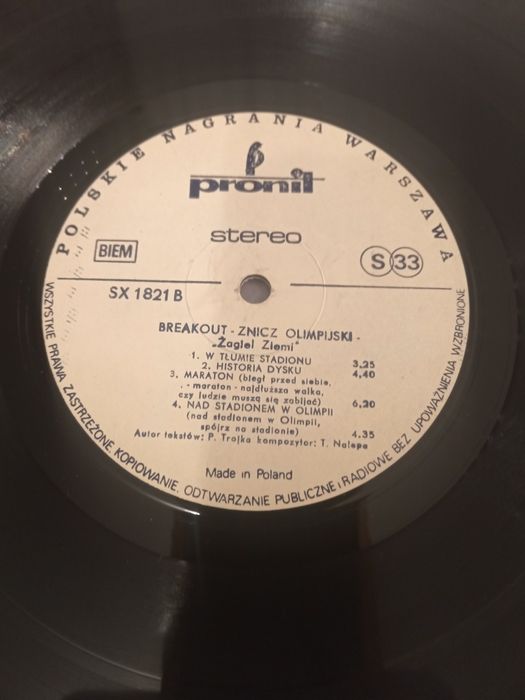 POLSKIE NAGRANIA WARSZAWA
pronit
stereo
BIEM
S 33
SX 1821 B
BREAKOUT - ZNICZ OLIMPIJSKI -
„Żagiel Ziemi"
1. W TŁUMIE STADIONU 3.25
2. HISTORIA DYSKU 4.40
3. MARATON (biegł przed siebie,
. - maraton - najdłuższa walka,
czy ludzie muszą się zabijać) 6.20
4. NAD STADIONEM W OLIMPII
(nad stadionem w Olimpii,
spójrz na stadionie) 4.35
Autor tekstów: P. Trojka kompozytor: T. Nalepa
Made in Poland
WSZYSTKIE PRAWA ZASTRZEŻONE. KOPIOWANIE, ODTWARZANIE PUBLICZNE i RADIOWE BEZ UPOWAŻNIENIA WZBRONIONE